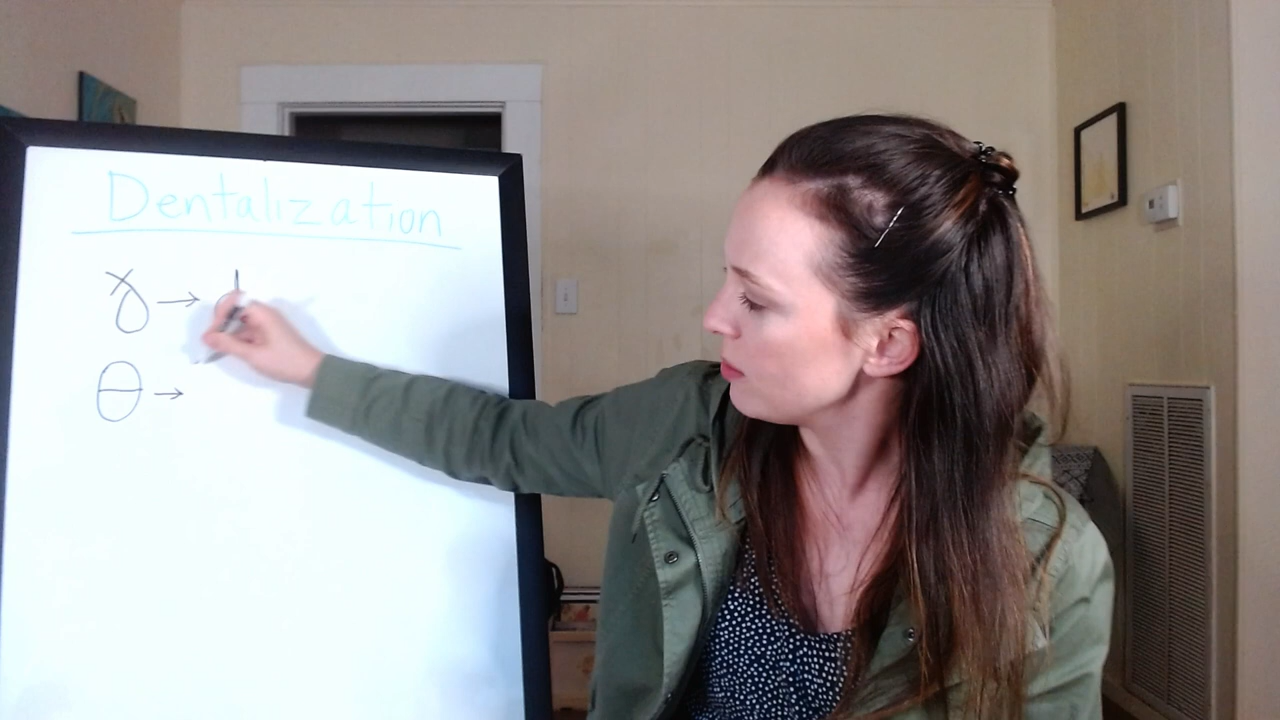 Dentalization
ɣ → d
θ →